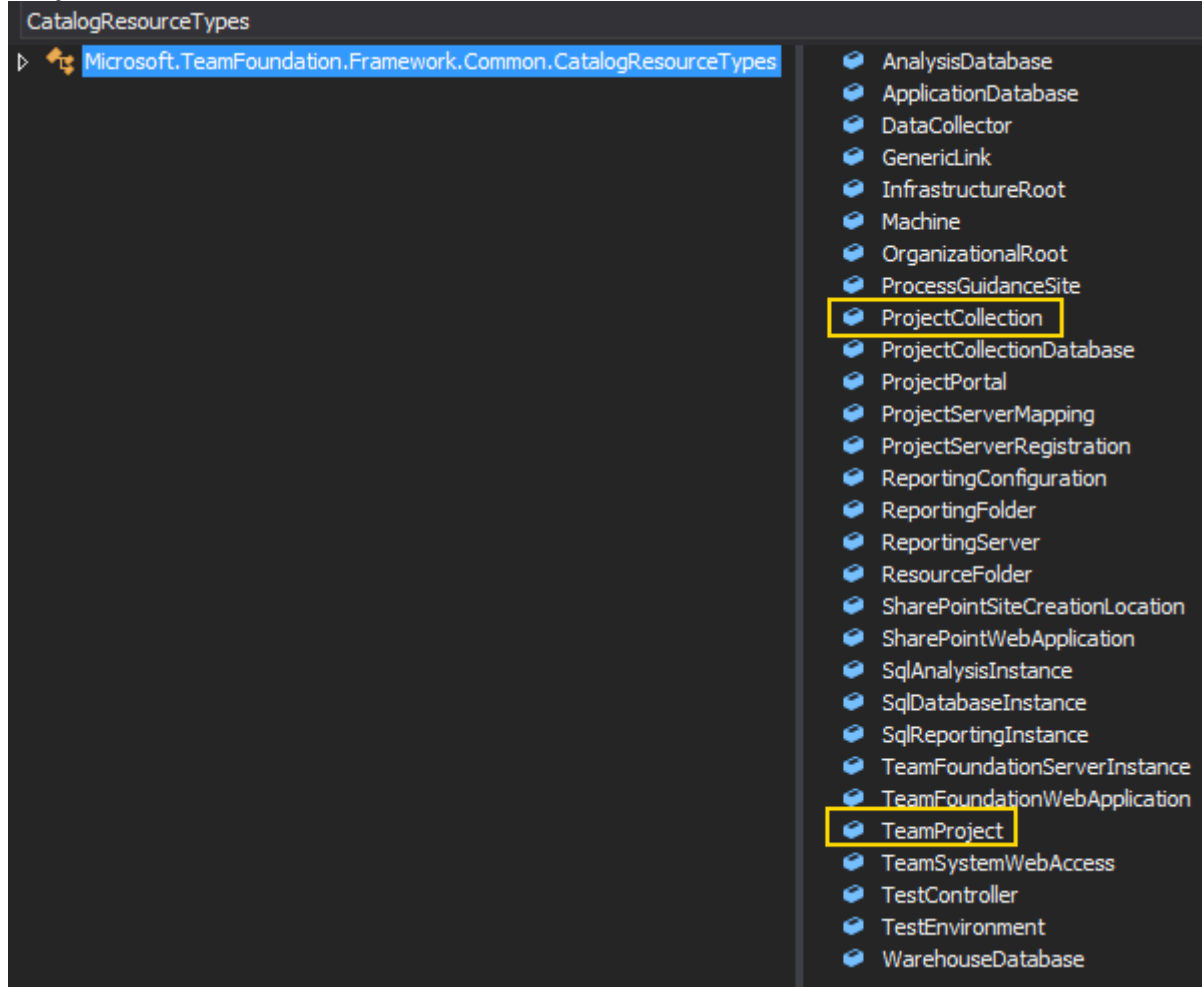 CatalogResourceTypes
Microsoft.TeamFoundation.Framework.Common.CatalogResourceTypes
AnalysisDatabase
ApplicationDatabase
DataCollector
GenericLink
InfrastructureRoot
Machine
OrganizationalRoot
ProcessGuidanceSite
ProjectCollection
ProjectCollectionDatabase
ProjectPortal
ProjectServerMapping
ProjectServerRegistration
ReportingConfiguration
ReportingFolder
ReportingServer
ResourceFolder
SharePointSiteCreationLocation
SharePointWebApplication
SqlAnalysisInstance
SqlDatabaseInstance
SqlReportingInstance
TeamFoundationServerInstance
TeamFoundationWebApplication
TeamProject
TeamSystemWebAccess
TestController
TestEnvironment
WarehouseDatabase